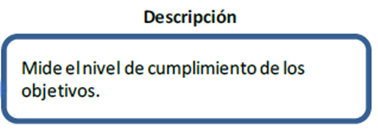 Descripción
Mide el nivel de cumplimiento de los
objetivos.